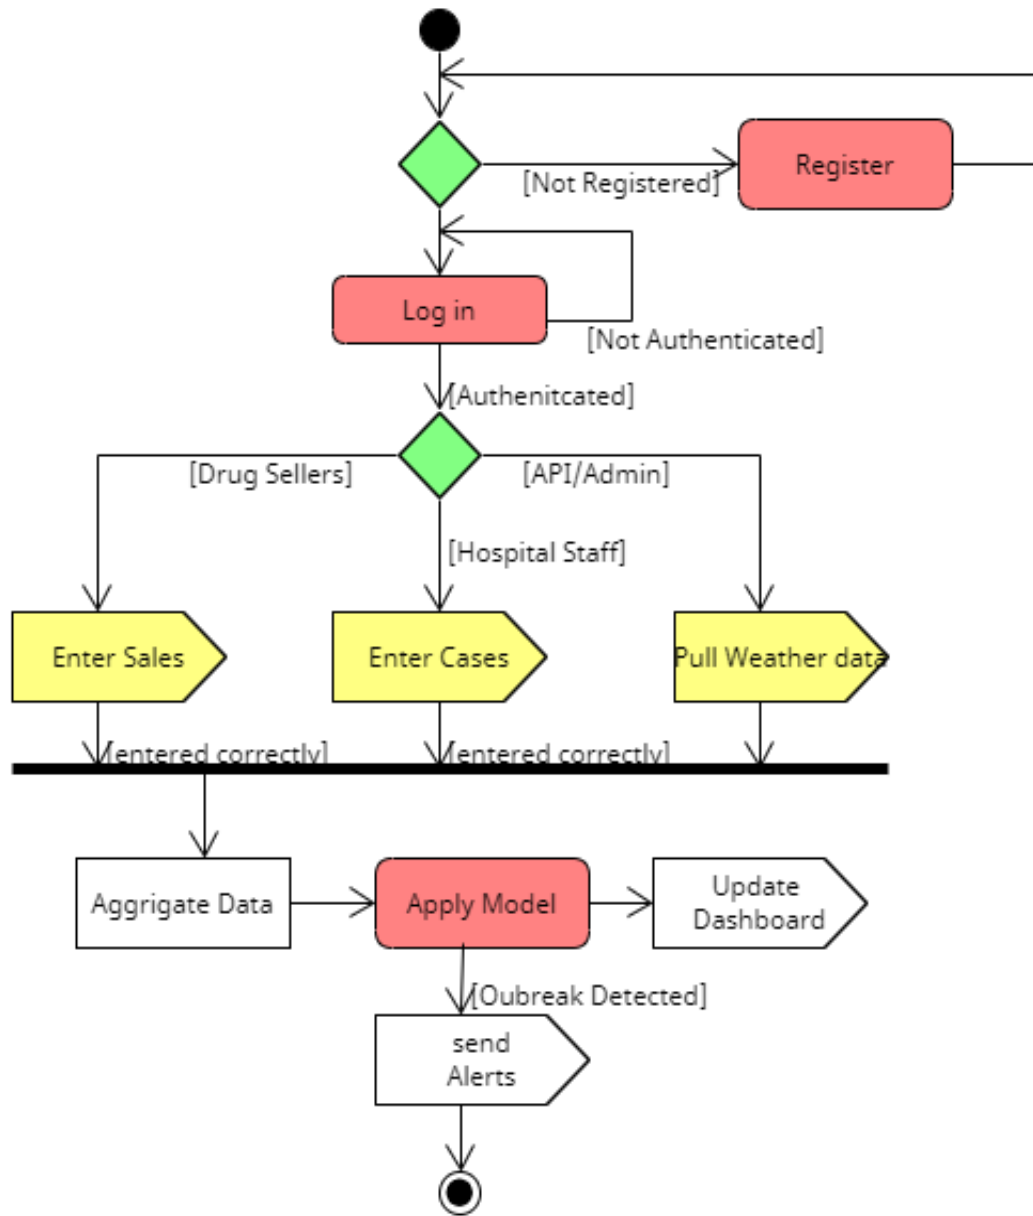 [Not Registered]
Register
Log in
[Not Authenticated]
[Authenitcated]
[Drug Sellers]
[API/Admin]
[Hospital Staff]
Enter Sales
Enter Cases
Pull Weather data
[entered correctly]
[entered correctly]
Aggrigate Data
Apply Model
Update
Dashboard
[Oubreak Detected]
send
Alerts